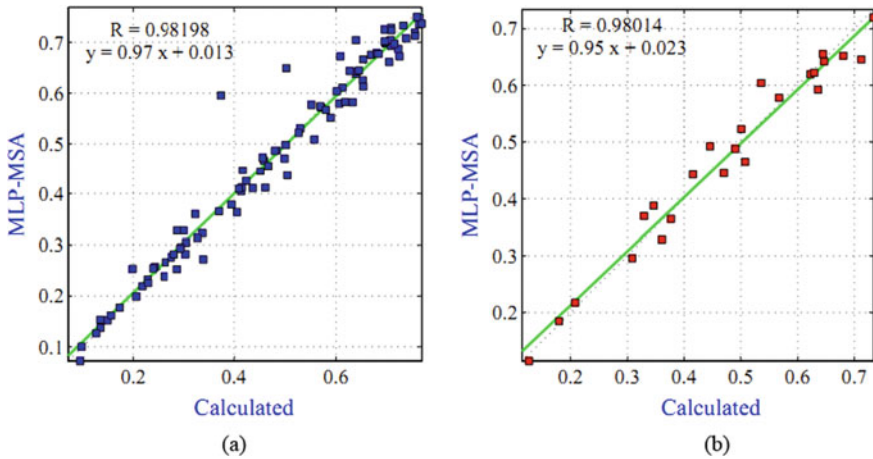 R = 0.98198
y = 0.97 x + 0.013
MLP-MSA
0.7
0.6
0.5
0.4
0.3
0.2
0.1
0.2
0.4
0.6
Calculated
(a)
R = 0.98014
y = 0.95 x + 0.023
MLP-MSA
0.7
0.6
0.5
0.4
0.3
0.2
0.2
0.3
0.4
0.5
0.6
0.7
Calculated
(b)